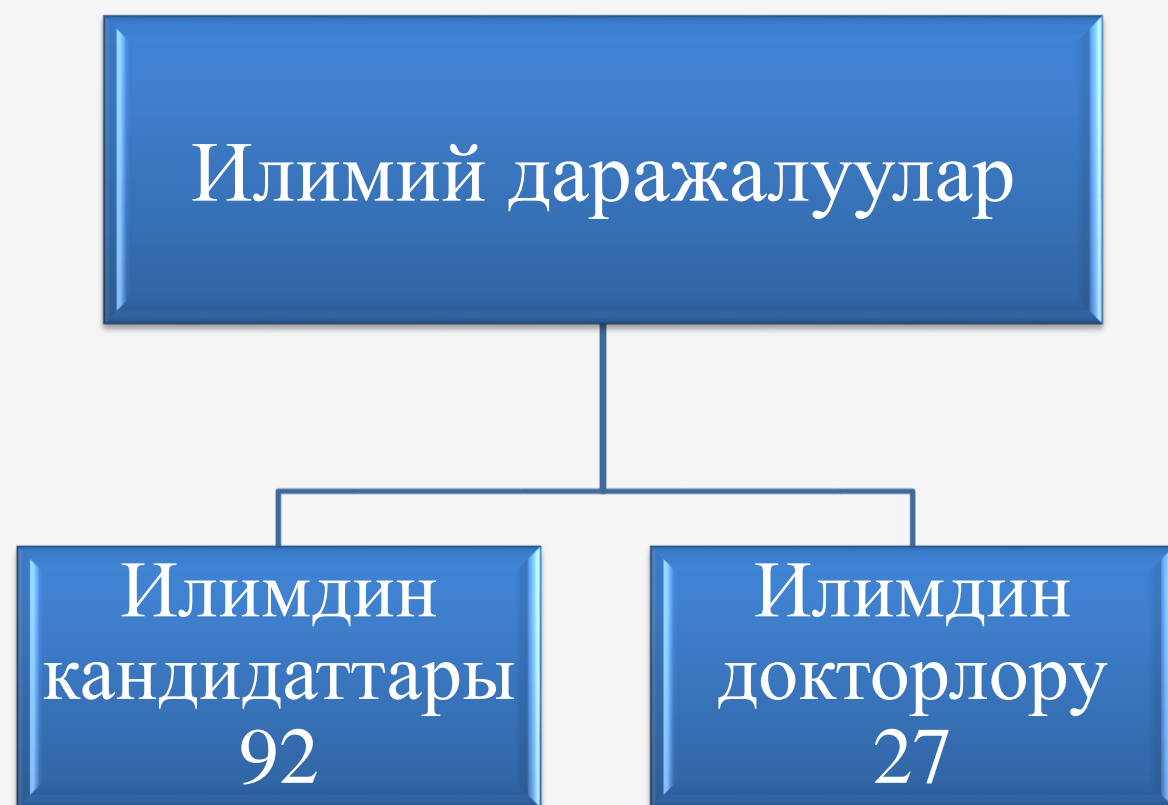 Илимий даражалуулар
Илимдин
кандидаттары
92
Илимдин
докторлору
27